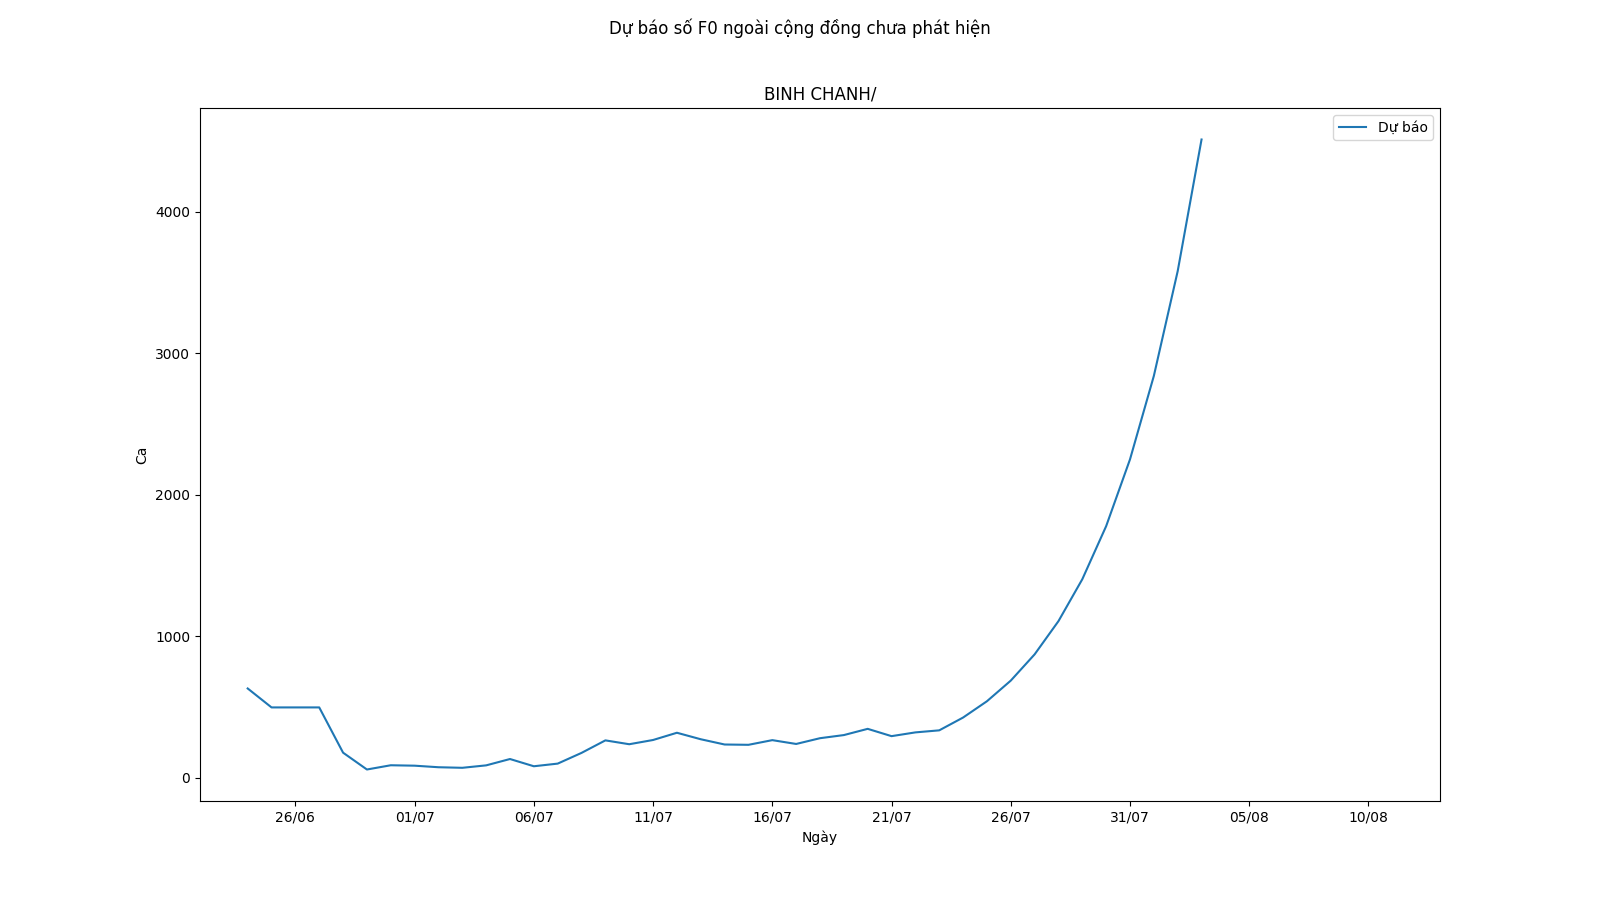 Dự báo số F0 ngoài cộng đồng chưa phát hiện
BINH CHANH/
Dự báo
4000
3000
2000
1000
0
Ca
26/06 01/07 06/07 11/07 16/07 21/07 26/07 31/07 05/08 10/08
Ngày